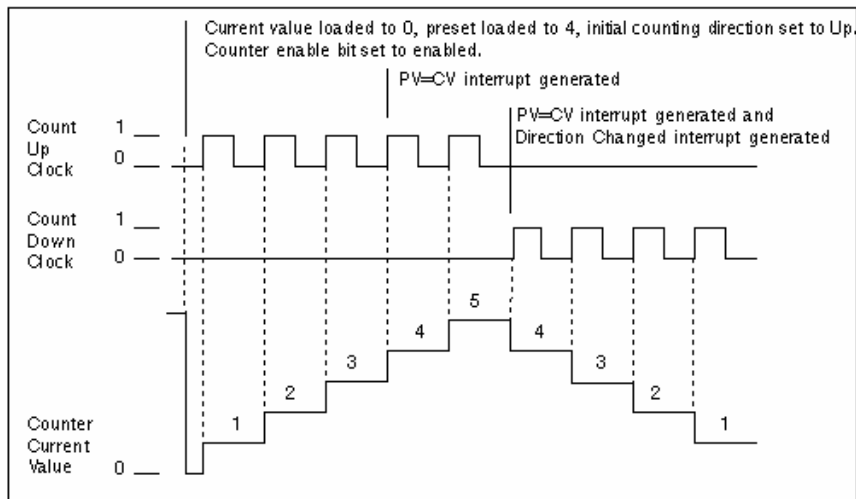 Current value loaded to 0, preset loaded to 4, initial counting direction set to Up.
Counter enable bit set to enabled.
PV=CV interrupt generated
PV=CV interrupt generated and
Direction Changed interrupt generated
Count 1
Up
Clock 0
Count 1
Down
Clock 0
5
4 4
3 3
2 2
1 1
Counter
Current
Value 0